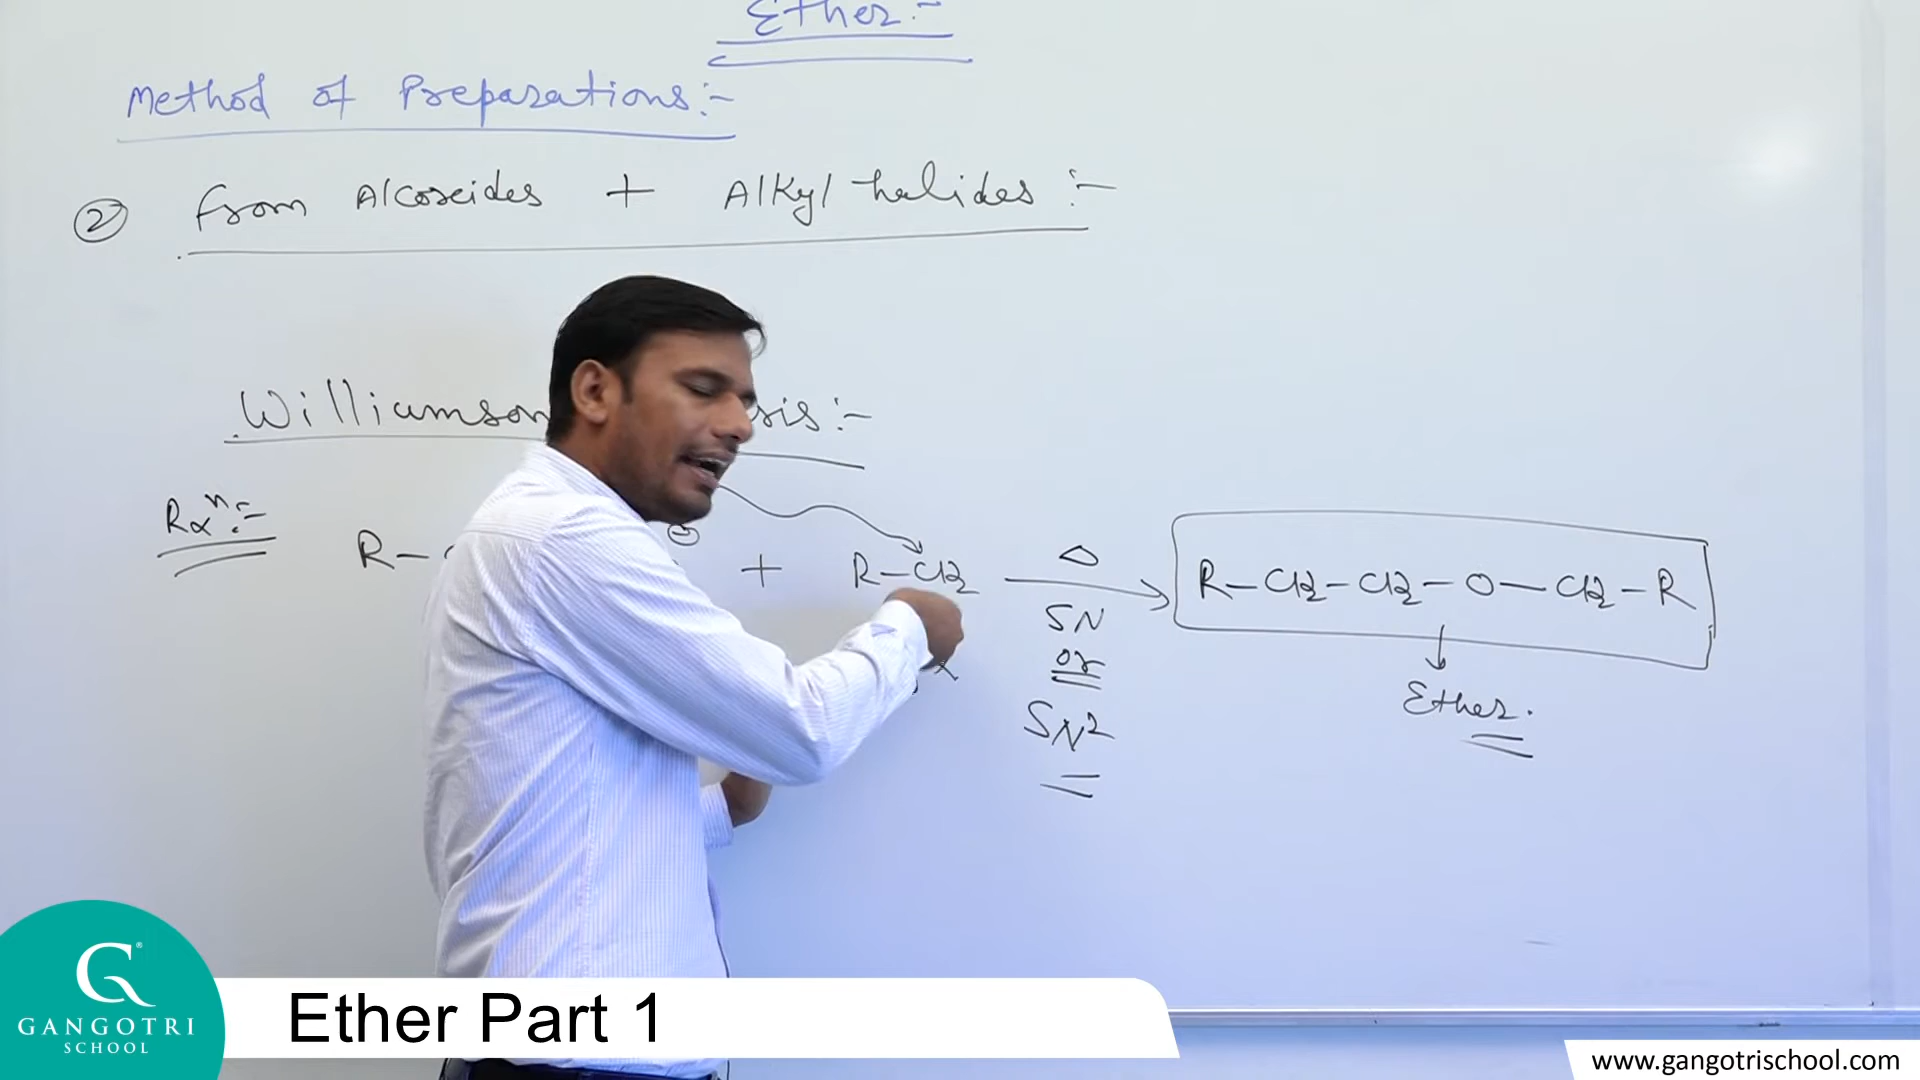 Ether:-
Method of Preparations:-
② From Alcoxides + Alkyl halides :-
Williamson sis:-
Rxⁿ:-
R- ⊖ + R-CH2 △ R-CH2-CH2-O-CH2-R
x
SN
or
SN2
Ether.
Ether Part 1
G®
GANGOTRI
SCHOOL
www.gangotrischool.com